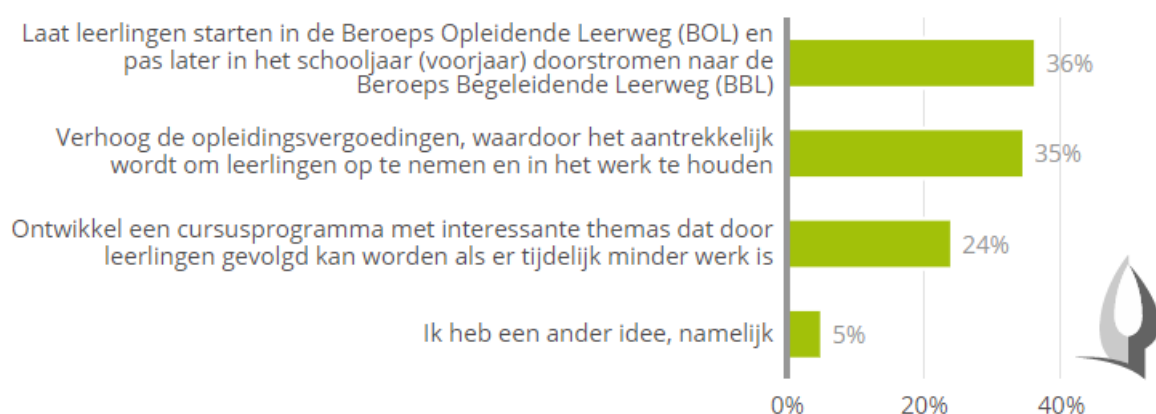 Laat leerlingen starten in de Beroeps Opleidende Leerweg (BOL) en
pas later in het schooljaar (voorjaar) doorstromen naar de
Beroeps Begeleidende Leerweg (BBL)
36%
Verhoog de opleidingsvergoedingen, waardoor het aantrekkelijk
wordt om leerlingen op te nemen en in het werk te houden
35%
Ontwikkel een cursusprogramma met interessante themas dat door
leerlingen gevolgd kan worden als er tijdelijk minder werk is
24%
Ik heb een ander idee, namelijk
5%
0%
20%
40%